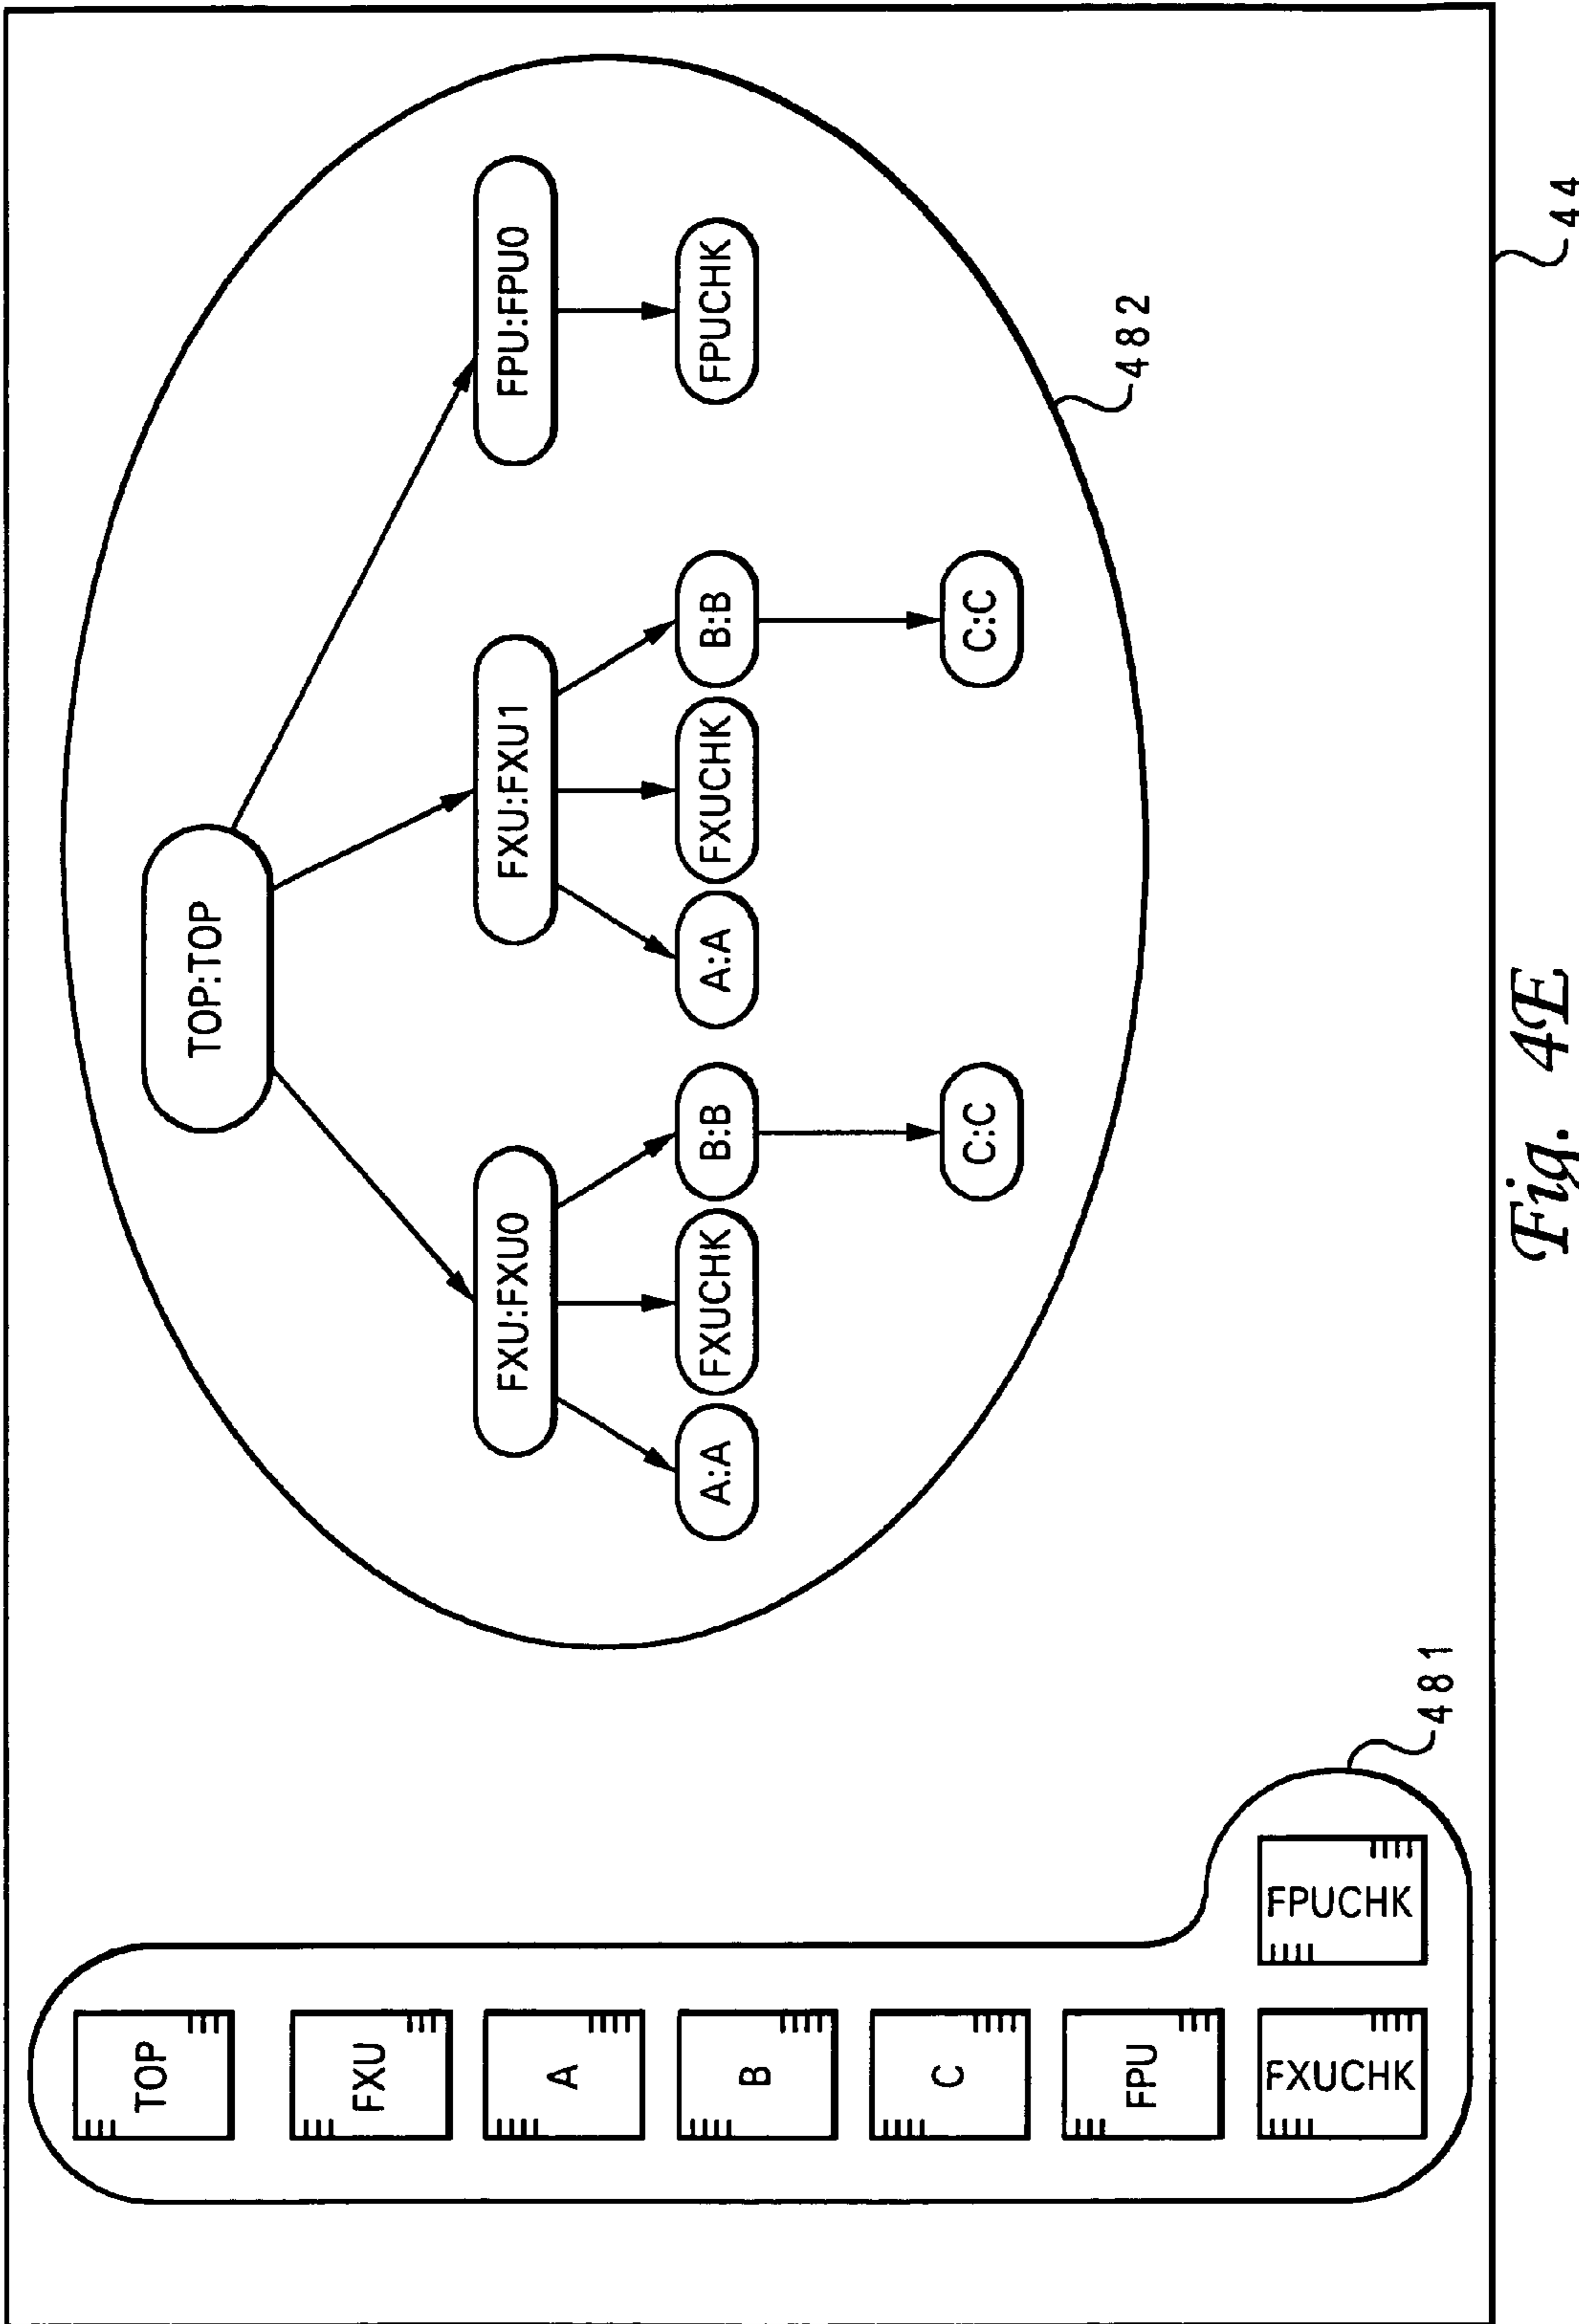 TOP
FXU
A
B
C
FPU
FXUCHK
FPUCHK
481
TOP:TOP
FXU:FXU0
FXU:FXU1
FPU:FPU0
A:A
FXUCHK
B:B
A:A
FXUCHK
B:B
FPUCHK
C:C
C:C
482
44
Fig. 4E